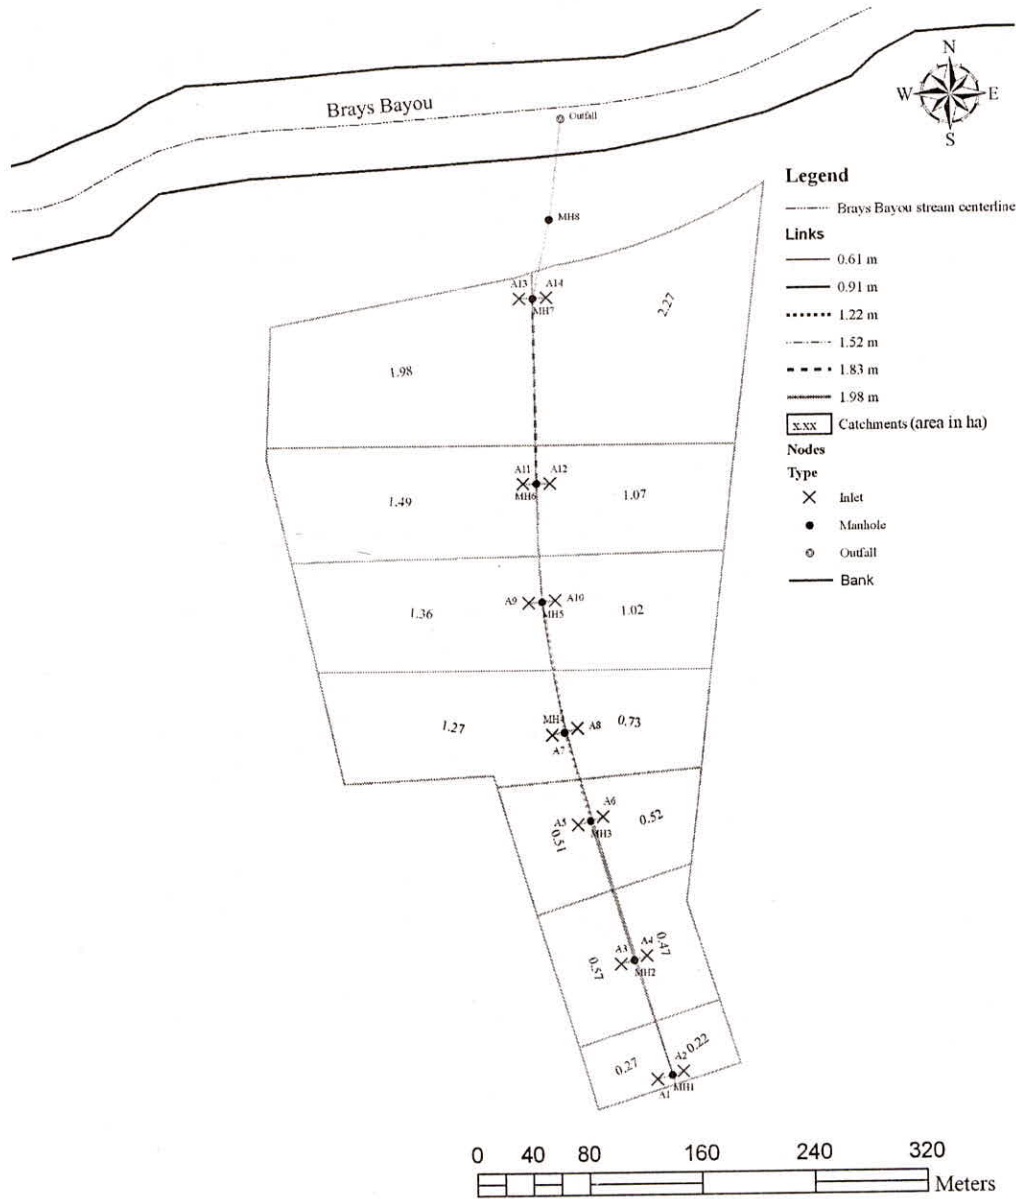 N
Brays Bayou
W E
Outfall
S
Legend
Brays Bayou stream centerline
MH8
Links
0.61 m
A13 A14
0.91 m
MH7
2.27
1.22 m
1.52 m
1.83 m
1.98
1.98 m
x.xx Catchments (area in ha)
Nodes
A11 A12
Type
MH6
1.49
1.07
Inlet
Manhole
Outfall
Bank
A9 A10
MH5
1.36
1.02
MH4
1.27
A8
0.73
A7
A6
A5
0.52
MH3
0.51
A3 A4
0.47
0.57
MH2
A2
0.22
0.27
MH1
A1
0 40 80 160 240 320
Meters